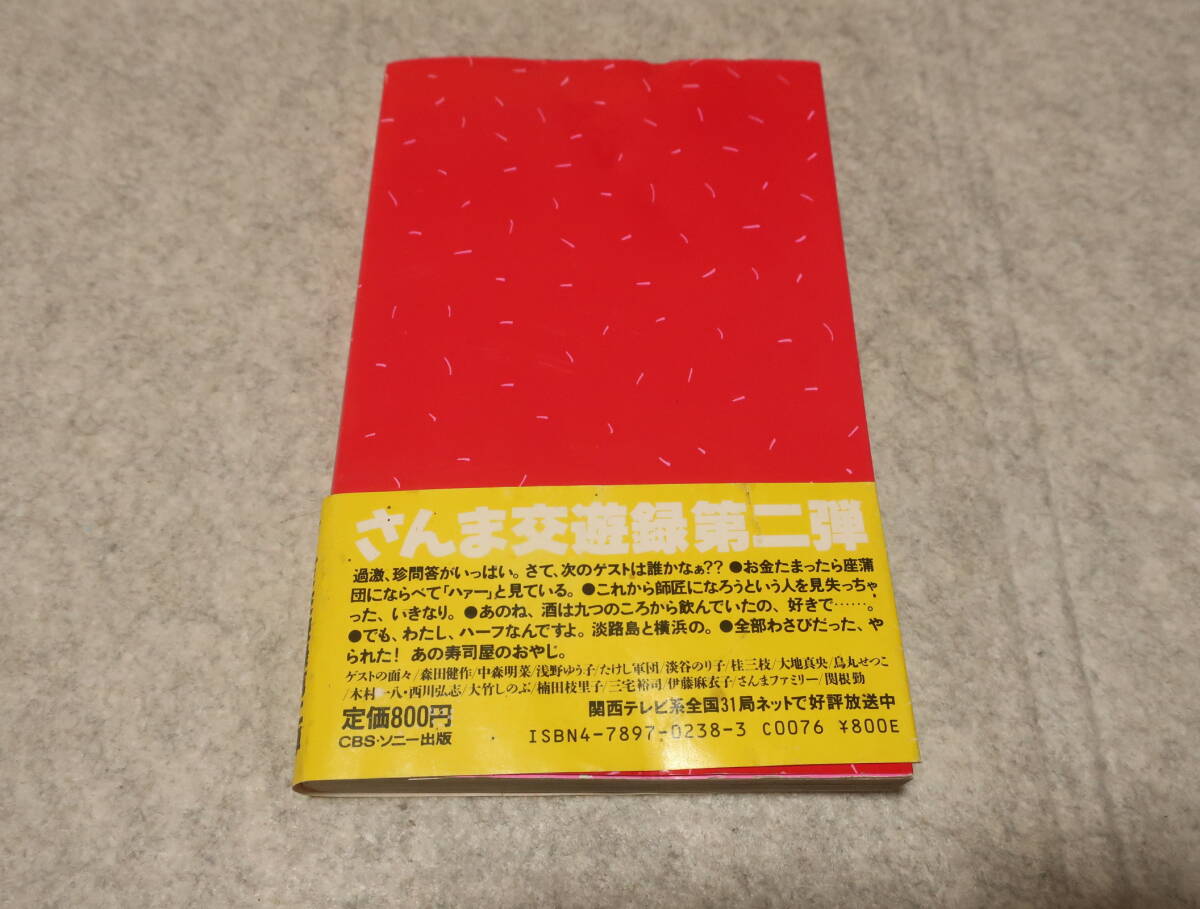 さんま交遊録第二弾
過激、珍問答がいっぱい。さて、次のゲストは誰かなぁ?? ●お金たまったら座蒲
団にならべて「ハァー」と見ている。●これから師匠になろうという人を見失っちゃ
った、いきなり。●あのね、酒は九つのころから飲んでいたの、好きで……。
●でも、わたし、ハーフなんですよ。淡路島と横浜の。●全部わさびだった、や
られた! あの寿司屋のおやじ。
ゲストの面々/森田健作/中森明菜/浅野ゆう子/たけし軍団/淡谷のり子/桂三枝/大地真央/烏丸せつこ
/木村一八・西川弘志/大竹しのぶ/楠田枝里子/三宅裕司/伊藤麻衣子/さんまファミリー/関根勤
関西テレビ系全国31局ネットで好評放送中
定価800円
CBS・ソニー出版
ISBN4-7897-0238-3 C0076 ¥800E